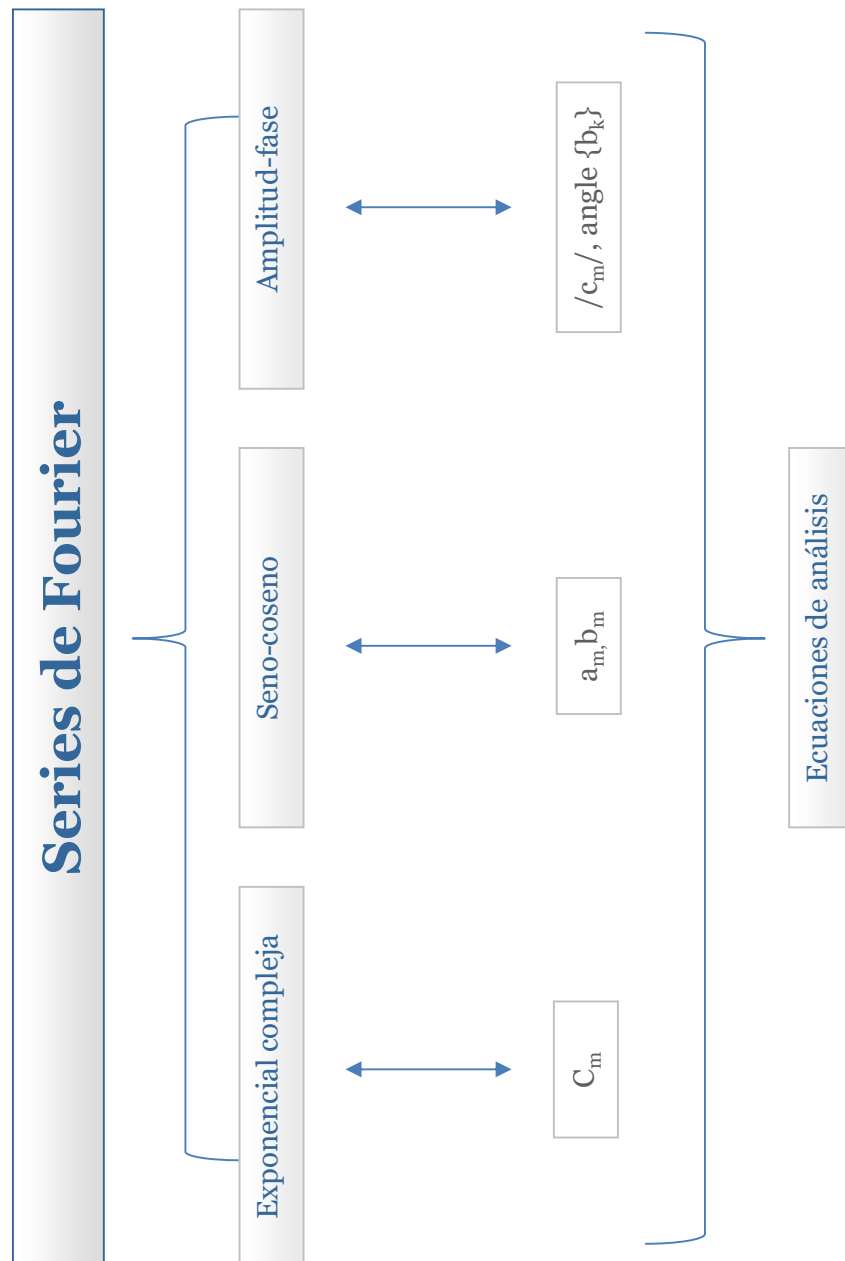 Series de Fourier
Exponencial compleja
Seno-coseno
Amplitud-fase
Cₘ
aₘ,bₘ
/cₘ/, angle {bₖ}
Ecuaciones de análisis